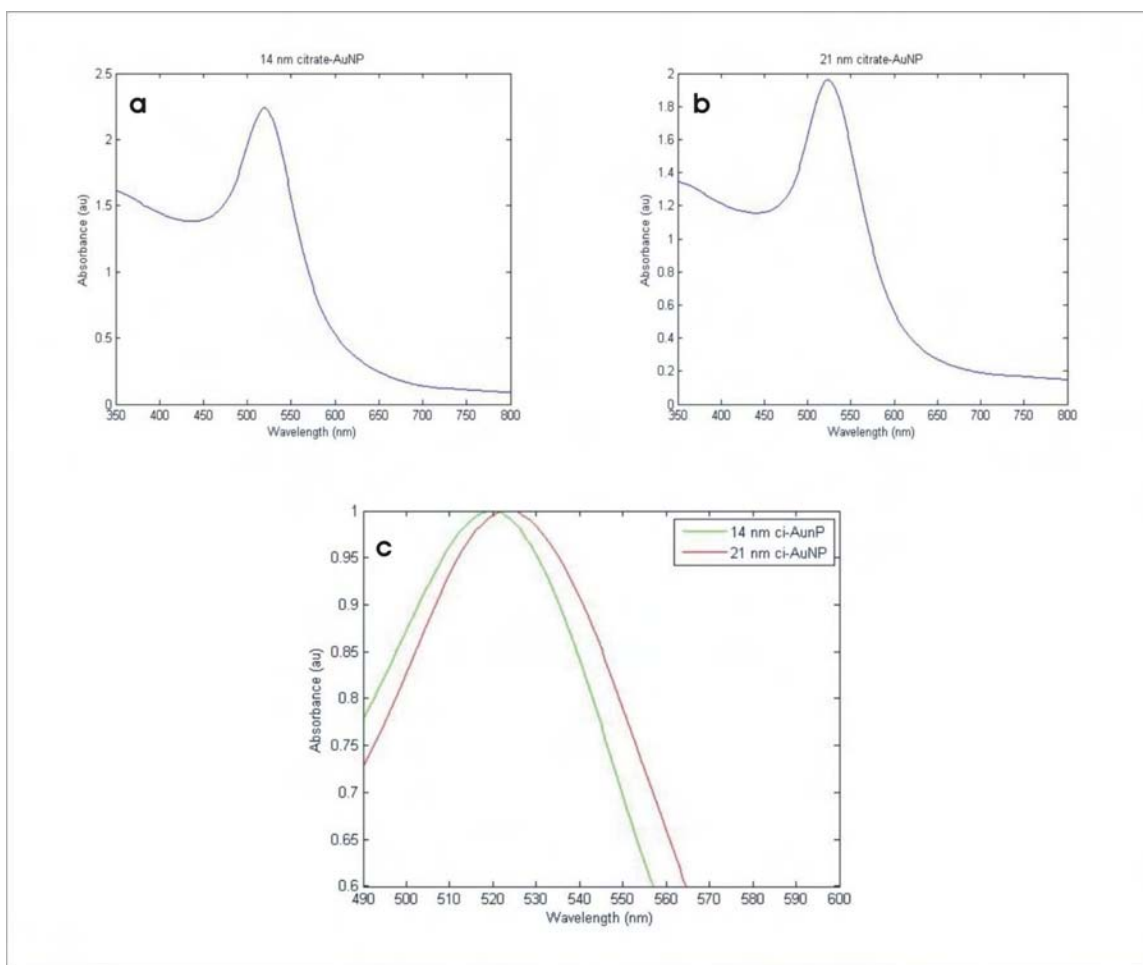 14 nm citrate-AuNP
a
2.5
2
1.5
1
0.5
0
Absorbance (au)
350 400 450 500 550 600 650 700 750 800
Wavelength (nm)
21 nm citrate-AuNP
b
2
1.8
1.6
1.4
1.2
1
0.8
0.6
0.4
0.2
0
Absorbance (au)
350 400 450 500 550 600 650 700 750 800
Wavelength (nm)
c
14 nm ci-AunP
21 nm ci-AuNP
1
0.95
0.9
0.85
0.8
0.75
0.7
0.65
0.6
Absorbance (au)
490 500 510 520 530 540 550 560 570 580 590 600
Wavelength (nm)